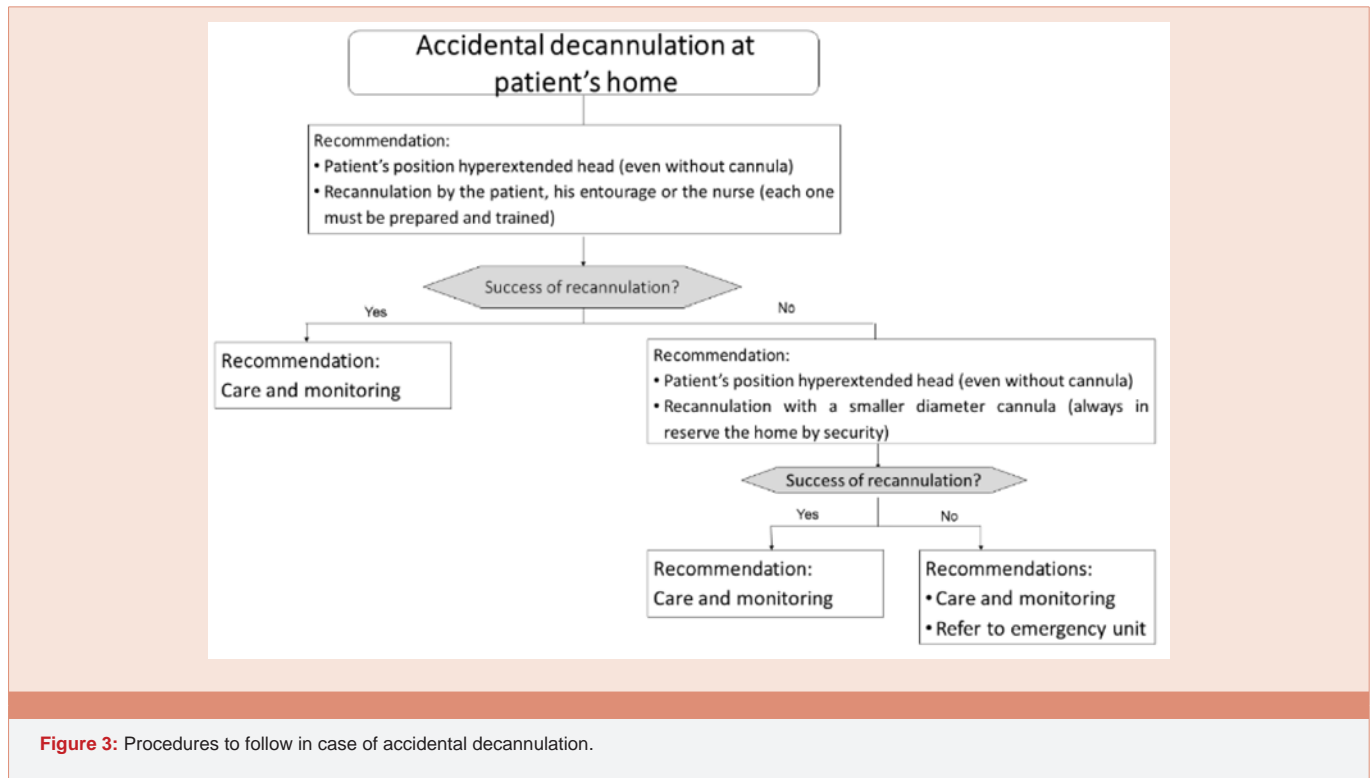 Accidental decannulation at
patient's home
Recommendation:
• Patient's position hyperextended head (even without cannula)
• Recannulation by the patient, his entourage or the nurse (each one
must be prepared and trained)
Success of recannulation?
Yes
No
Recommendation:
Care and monitoring
Recommendation:
• Patient's position hyperextended head (even without cannula)
• Recannulation with a smaller diameter cannula (always in
reserve the home by security)
Success of recannulation?
Yes
No
Recommendation:
Care and monitoring
Recommendations:
• Care and monitoring
• Refer to emergency unit
Figure 3: Procedures to follow in case of accidental decannulation.